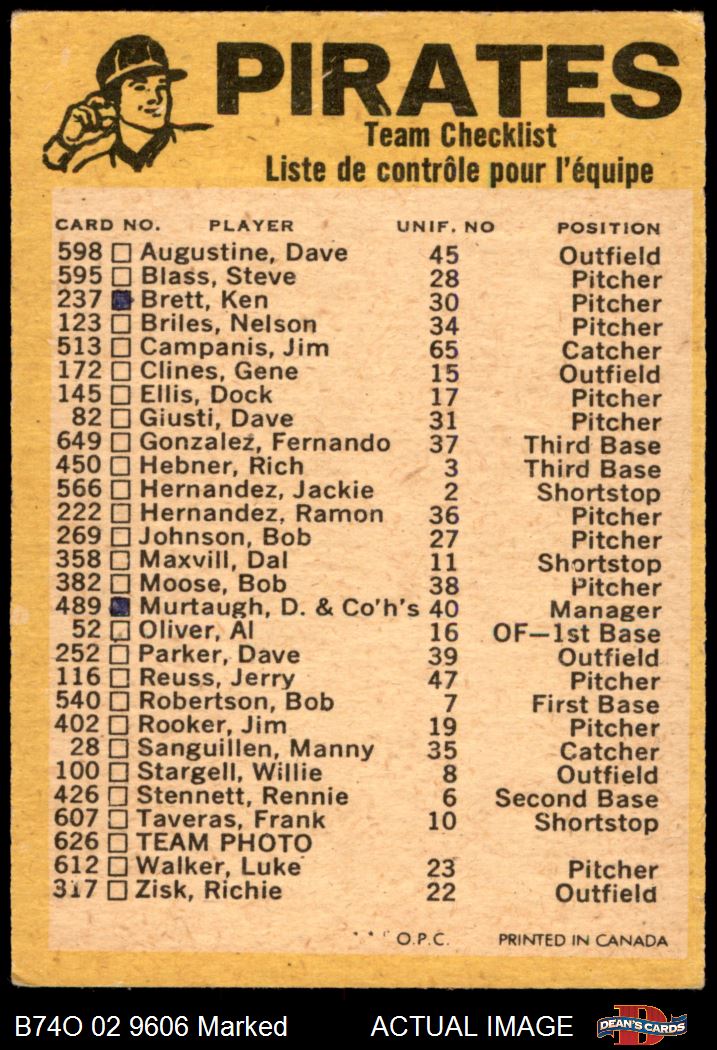 PIRATES
Team Checklist
Liste de contrôle pour l'équipe
CARD NO. PLAYER UNIF. NO POSITION
598 Augustine, Dave 45 Outfield
595 Blass, Steve 28 Pitcher
237 Brett, Ken 30 Pitcher
123 Briles, Nelson 34 Pitcher
513 Campanis, Jim 65 Catcher
172 Clines, Gene 15 Outfield
145 Ellis, Dock 17 Pitcher
82 Giusti, Dave 31 Pitcher
649 Gonzalez, Fernando 37 Third Base
450 Hebner, Rich 3 Third Base
566 Hernandez, Jackie 2 Shortstop
222 Hernandez, Ramon 36 Pitcher
269 Johnson, Bob 27 Pitcher
358 Maxvill, Dal 11 Shortstop
382 Moose, Bob 38 Pitcher
489 Murtaugh, D. & Co'h's 40 Manager
52 Oliver, Al 16 OF—1st Base
252 Parker, Dave 39 Outfield
116 Reuss, Jerry 47 Pitcher
540 Robertson, Bob 7 First Base
402 Rooker, Jim 19 Pitcher
28 Sanguillen, Manny 35 Catcher
100 Stargell, Willie 8 Outfield
426 Stennett, Rennie 6 Second Base
607 Taveras, Frank 10 Shortstop
626 TEAM PHOTO
612 Walker, Luke 23 Pitcher
317 Zisk, Richie 22 Outfield
O.P.C. PRINTED IN CANADA
B74O 02 9606 Marked ACTUAL IMAGE DEAN'S CARDS